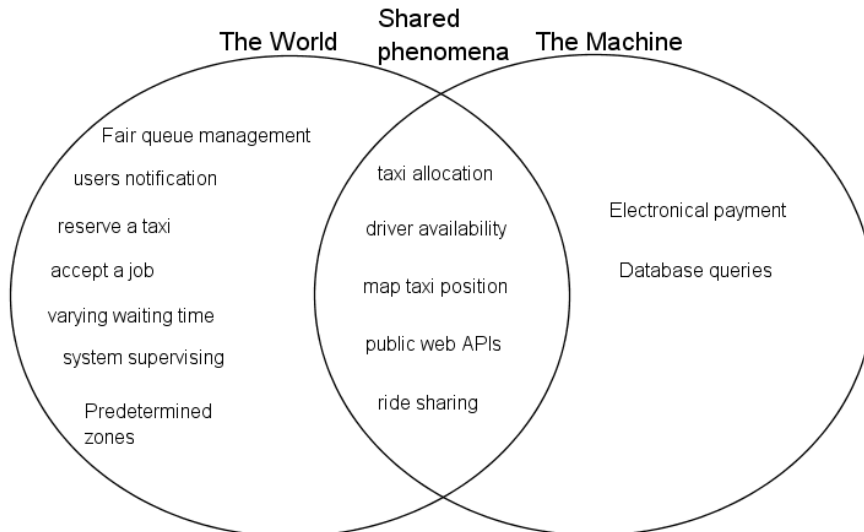 The World
Shared
phenomena
The Machine
Fair queue management
users notification
reserve a taxi
accept a job
varying waiting time
system supervising
Predetermined
zones
taxi allocation
driver availability
map taxi position
public web APIs
ride sharing
Electronical payment
Database queries